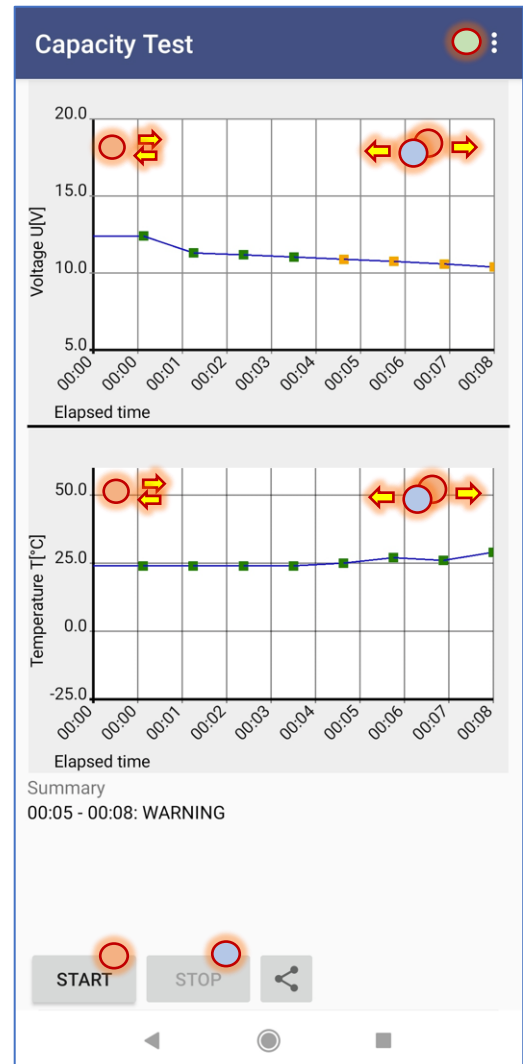 Capacity Test
20.0
15.0
10.0
5.0
Voltage U[V]
00:00 00:00 00:01 00:02 00:03 00:04 00:05 00:06 00:07 00:08
Elapsed time
50.0
25.0
0.0
-25.0
Temperature T[°C]
00:00 00:00 00:01 00:02 00:03 00:04 00:05 00:06 00:07 00:08
Elapsed time
Summary
00:05 - 00:08: WARNING
START STOP